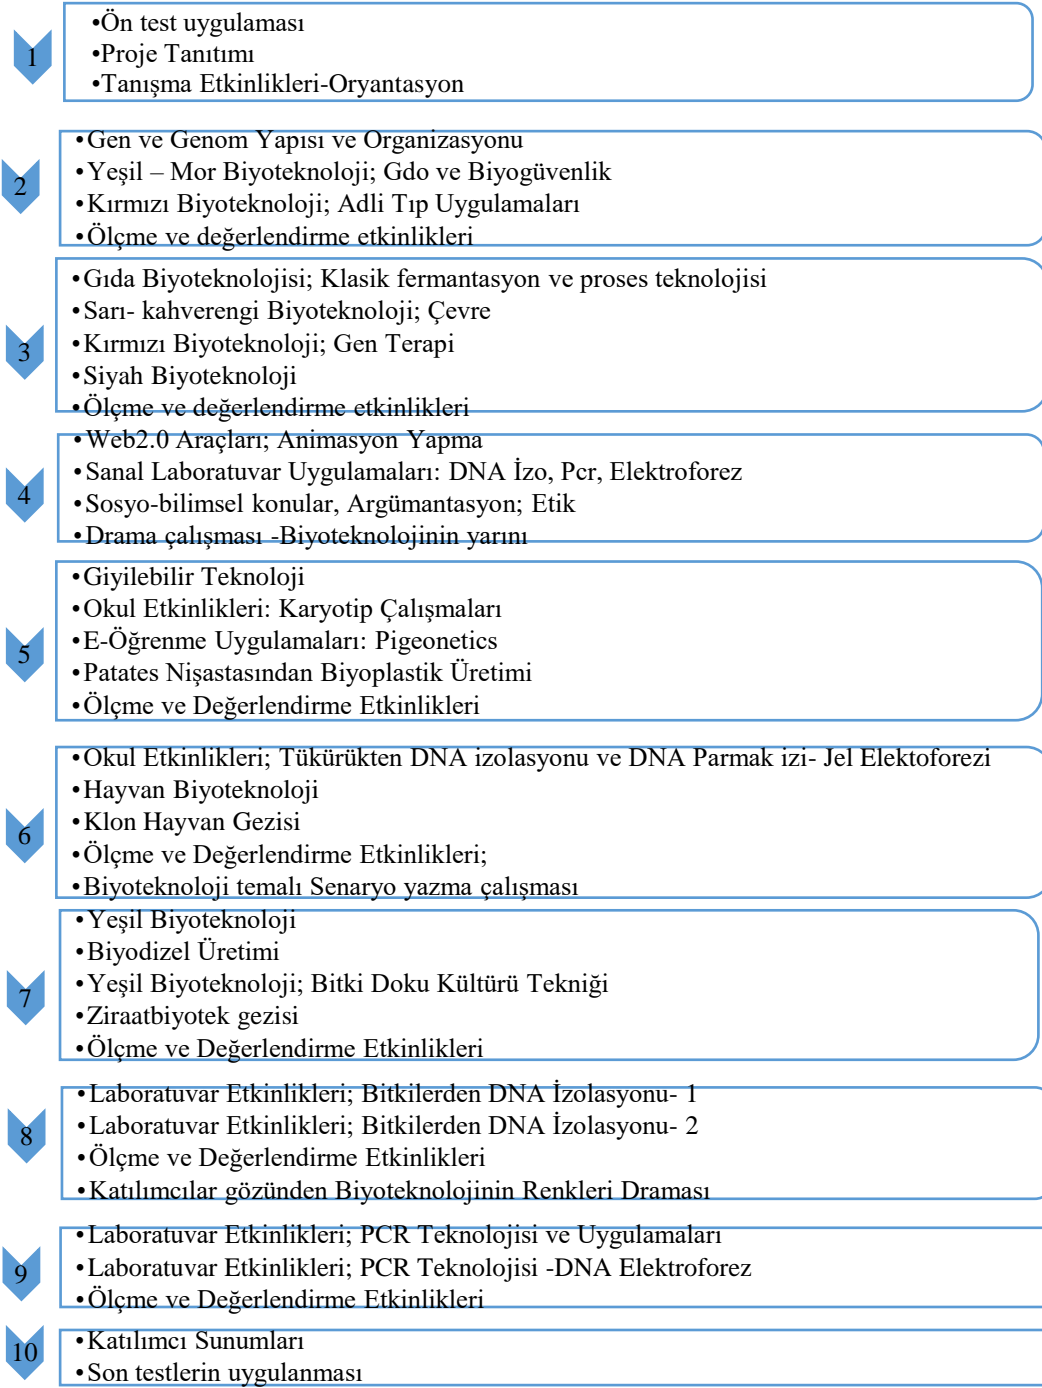 1
•Ön test uygulaması
•Proje Tanıtımı
•Tanışma Etkinlikleri-Oryantasyon
2
•Gen ve Genom Yapısı ve Organizasyonu
•Yeşil – Mor Biyoteknoloji; Gdo ve Biyogüvenlik
•Kırmızı Biyoteknoloji; Adli Tıp Uygulamaları
•Ölçme ve değerlendirme etkinlikleri
3
•Gıda Biyoteknolojisi; Klasik fermantasyon ve proses teknolojisi
•Sarı- kahverengi Biyoteknoloji; Çevre
•Kırmızı Biyoteknoloji; Gen Terapi
•Siyah Biyoteknoloji
•Ölçme ve değerlendirme etkinlikleri
4
•Web2.0 Araçları; Animasyon Yapma
•Sanal Laboratuvar Uygulamaları: DNA İzo, Pcr, Elektroforez
•Sosyo-bilimsel konular, Argümantasyon; Etik
•Drama çalışması -Biyoteknolojinin yarını
5
•Giyilebilir Teknoloji
•Okul Etkinlikleri: Karyotip Çalışmaları
•E-Öğrenme Uygulamaları: Pigeonetics
•Patates Nişastasından Biyoplastik Üretimi
•Ölçme ve Değerlendirme Etkinlikleri
6
•Okul Etkinlikleri; Tükürükten DNA izolasyonu ve DNA Parmak izi- Jel Elektoforezi
•Hayvan Biyoteknoloji
•Klon Hayvan Gezisi
•Ölçme ve Değerlendirme Etkinlikleri;
•Biyoteknoloji temalı Senaryo yazma çalışması
7
•Yeşil Biyoteknoloji
•Biyodizel Üretimi
•Yeşil Biyoteknoloji; Bitki Doku Kültürü Tekniği
•Ziraatbiyotek gezisi
•Ölçme ve Değerlendirme Etkinlikleri
8
•Laboratuvar Etkinlikleri; Bitkilerden DNA İzolasyonu- 1
•Laboratuvar Etkinlikleri; Bitkilerden DNA İzolasyonu- 2
•Ölçme ve Değerlendirme Etkinlikleri
•Katılımcılar gözünden Biyoteknolojinin Renkleri Draması
9
•Laboratuvar Etkinlikleri; PCR Teknolojisi ve Uygulamaları
•Laboratuvar Etkinlikleri; PCR Teknolojisi -DNA Elektroforez
•Ölçme ve Değerlendirme Etkinlikleri
10
•Katılımcı Sunumları
•Son testlerin uygulanması